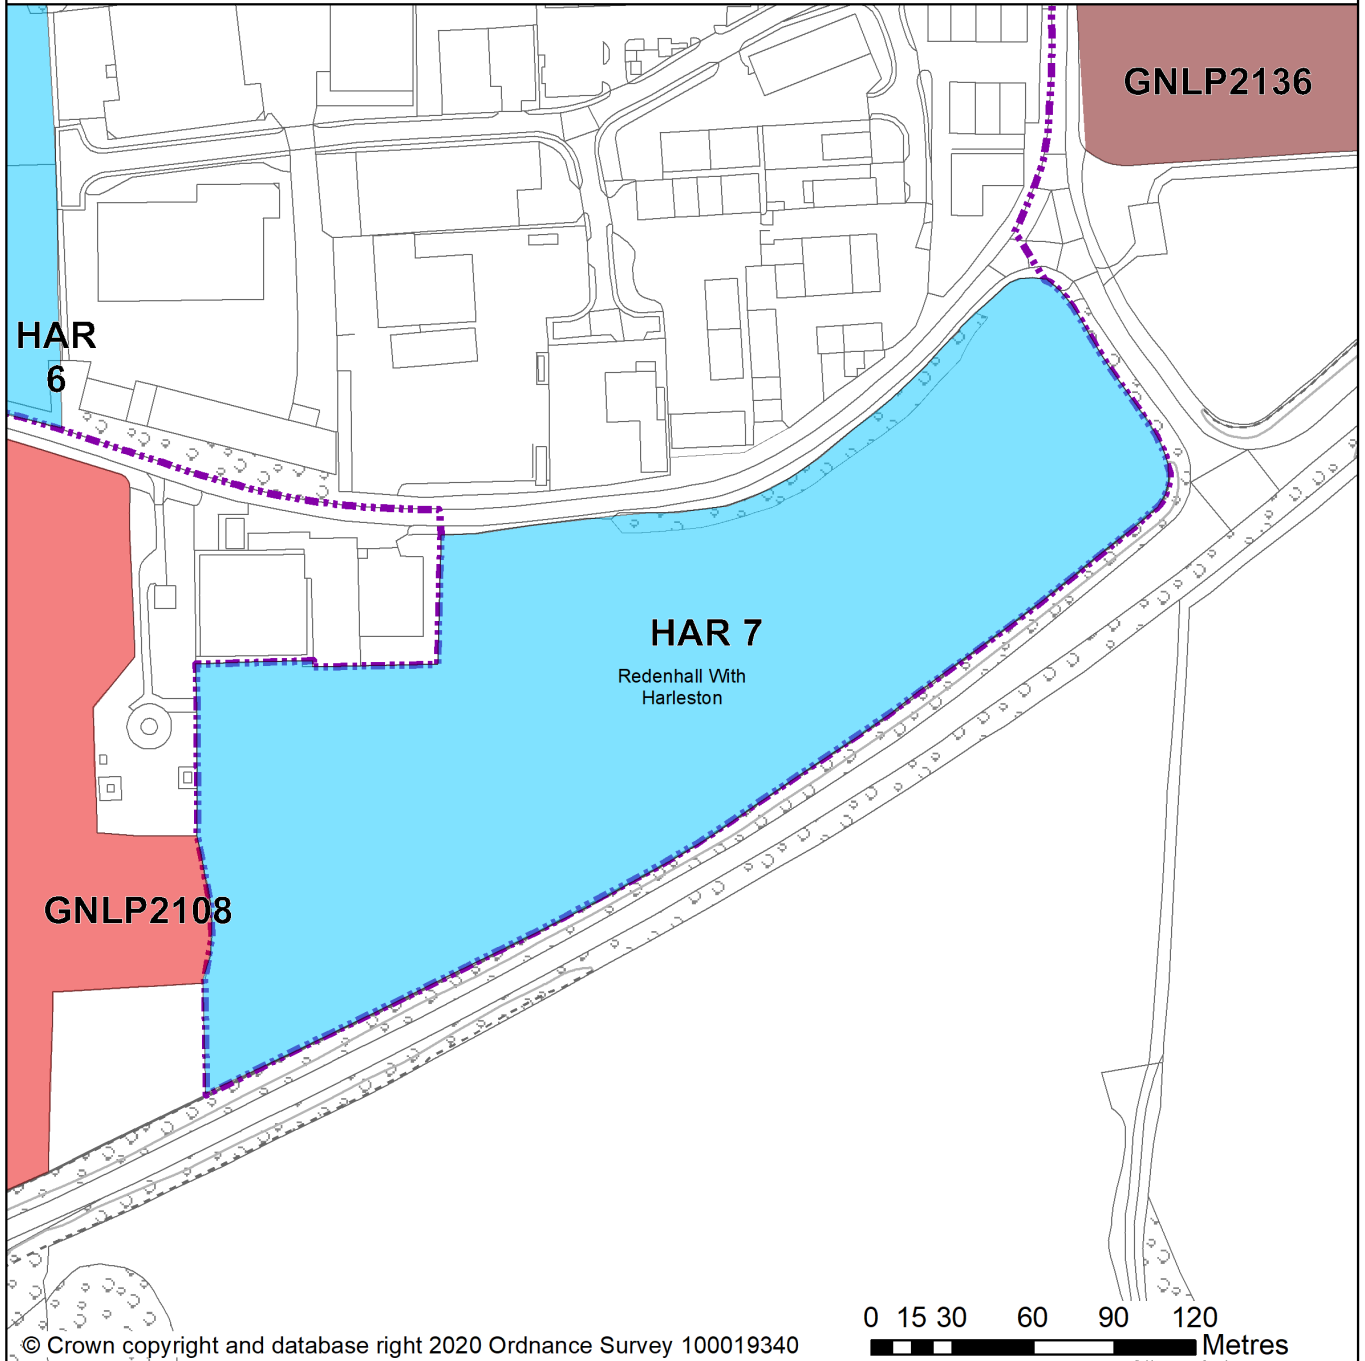 GNLP2136
HAR
6
HAR 7
Redenhall With
Harleston
GNLP2108
0 15 30 60 90 120
Metres
© Crown copyright and database right 2020 Ordnance Survey 100019340